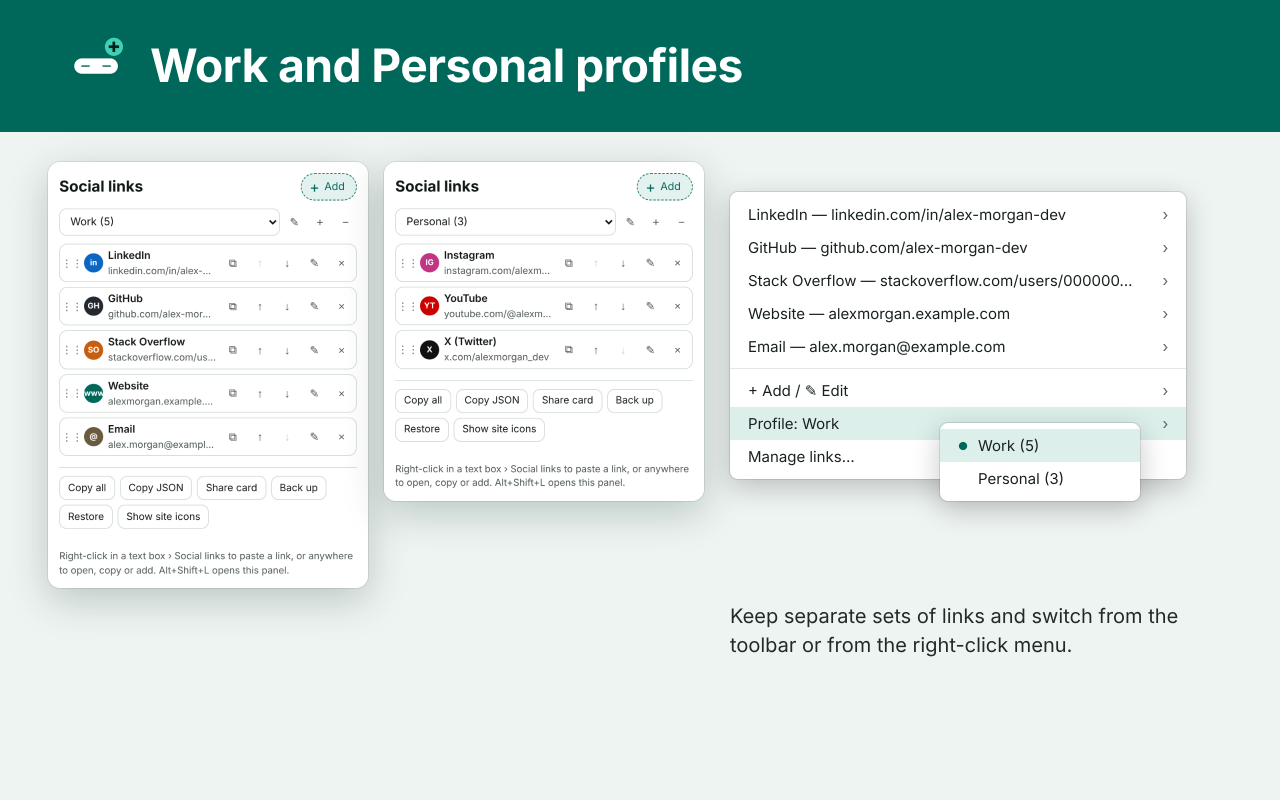 Work and Personal profiles
Social links
+ Add
Work (5)
in
LinkedIn
linkedin.com/in/alex-...
GH
GitHub
github.com/alex-mor...
SO
Stack Overflow
stackoverflow.com/us...
www
Website
alexmorgan.example....
@
Email
alex.morgan@exampl...
Copy all
Copy JSON
Share card
Back up
Restore
Show site icons
Right-click in a text box › Social links to paste a link, or anywhere
to open, copy or add. Alt+Shift+L opens this panel.
Social links
+ Add
Personal (3)
IG
Instagram
instagram.com/alexm...
YT
YouTube
youtube.com/@alexm...
X
X (Twitter)
x.com/alexmorgan_dev
Copy all
Copy JSON
Share card
Back up
Restore
Show site icons
Right-click in a text box › Social links to paste a link, or anywhere
to open, copy or add. Alt+Shift+L opens this panel.
LinkedIn — linkedin.com/in/alex-morgan-dev
GitHub — github.com/alex-morgan-dev
Stack Overflow — stackoverflow.com/users/000000...
Website — alexmorgan.example.com
Email — alex.morgan@example.com
+ Add / ✎ Edit
Profile: Work
Manage links...
Work (5)
Personal (3)
Keep separate sets of links and switch from the
toolbar or from the right-click menu.